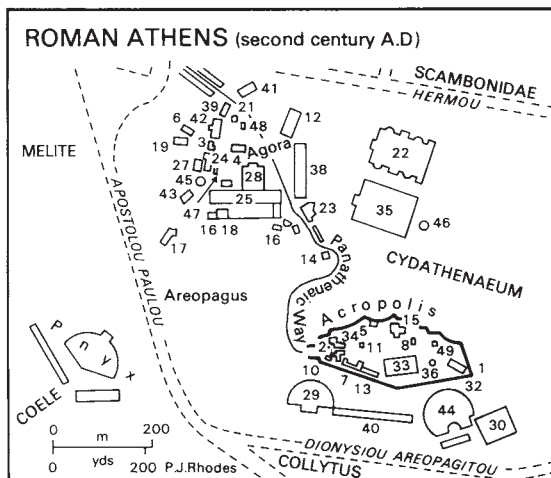 ROMAN ATHENS (second century A.D)
SCAMBONIDAE
HERMOU
41
39
21
6
42
48
12
19
3
4
Agora
MELITE
27
24
28
38
22
45
25
23
35
46
43
47
16
18
16
17
14
CYDATHENAEUM
APOSTOLOU PAULOU
Panathenaic Way
Areopagus
Acropolis
Pnyx
2
34
5
15
11
8
49
1
10
7
13
33
36
32
COELE
29
40
44
30
0 m 200
0 yds 200
P.J.Rhodes
DIONYSIOU AREOPAGITOU
COLLYTUS